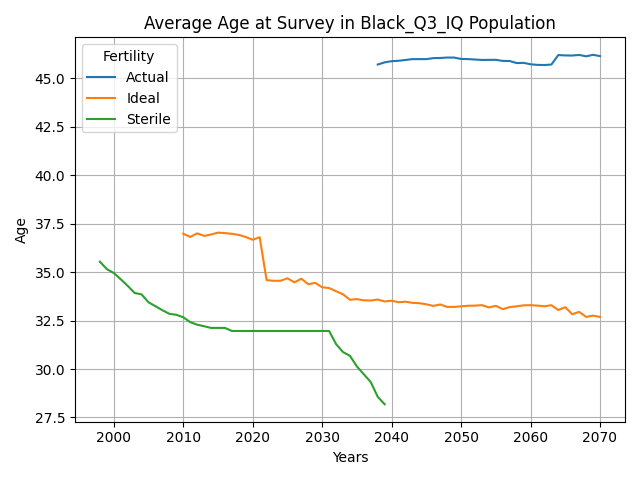 Average Age at Survey in Black_Q3_IQ Population
Fertility
Actual
Ideal
Sterile
45.0
42.5
40.0
37.5
35.0
32.5
30.0
27.5
Age
2000 2010 2020 2030 2040 2050 2060 2070
Years